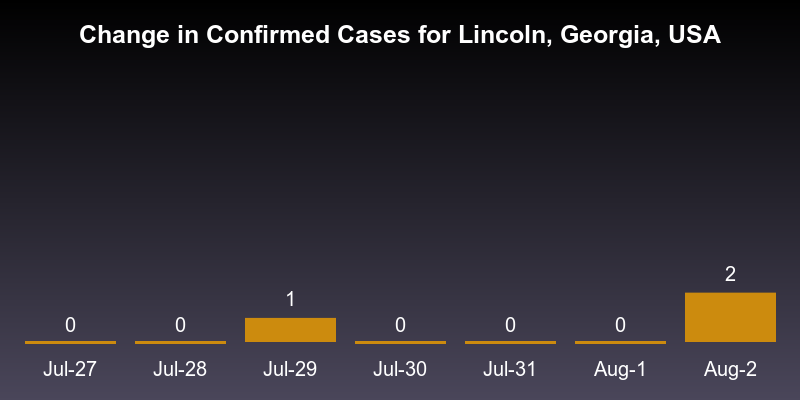 Change in Confirmed Cases for Lincoln, Georgia, USA
2
1
0 0 0 0 0
Jul-27 Jul-28 Jul-29 Jul-30 Jul-31 Aug-1 Aug-2